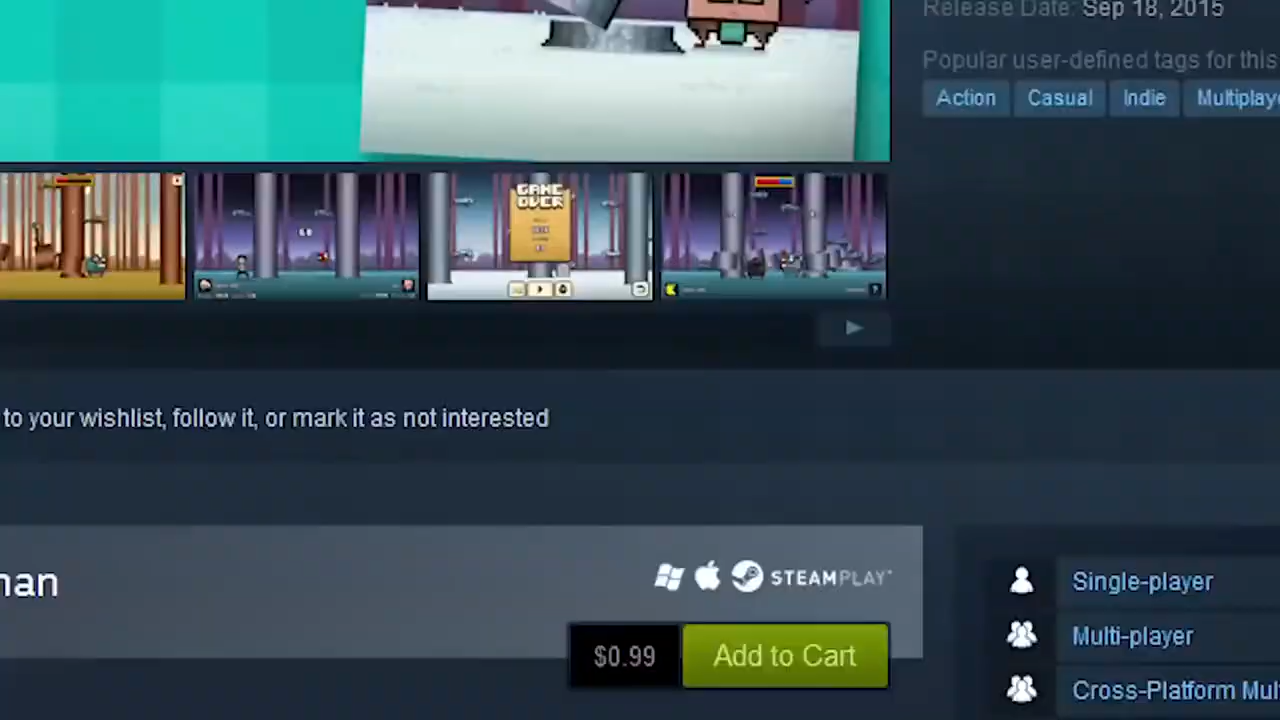 Release Date: Sep 18, 2015
Popular user-defined tags for this
Action Casual Indie Multiplaye
GAME OVER
to your wishlist, follow it, or mark it as not interested
nan
STEAMPLAY™
$0.99 Add to Cart
Single-player
Multi-player
Cross-Platform Mul